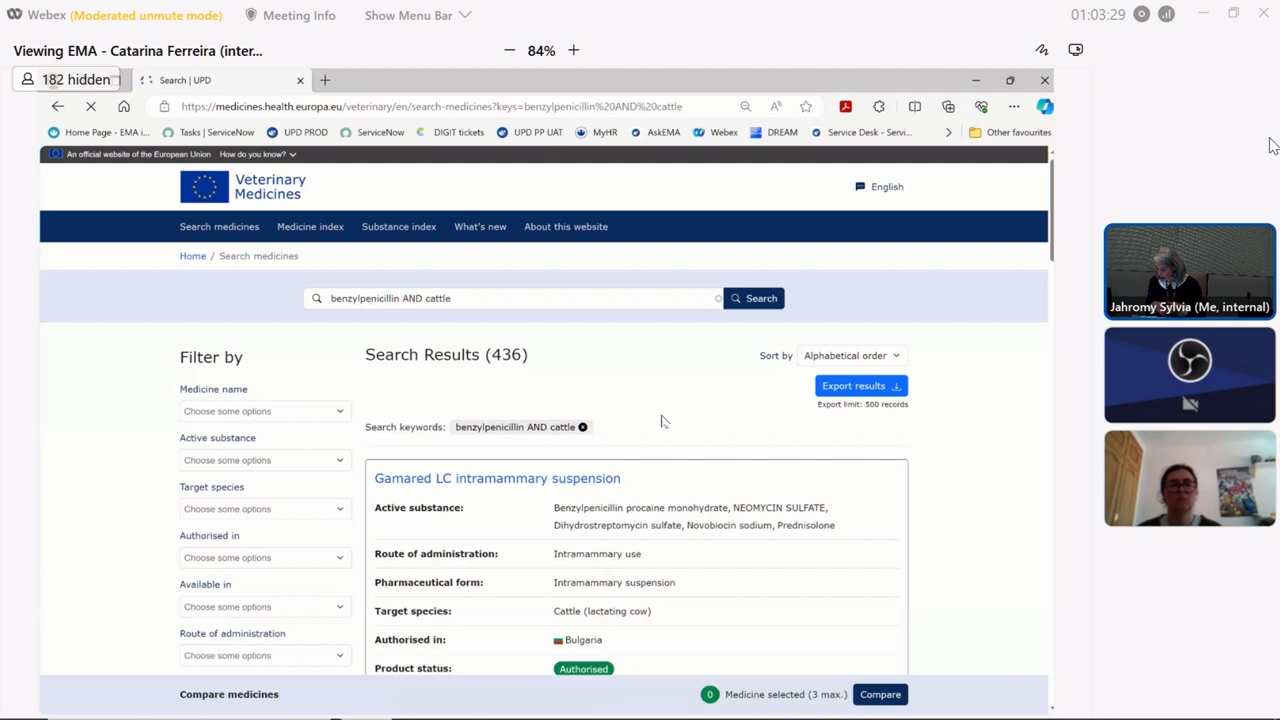 Webex (Moderated unmute mode) Meeting Info Show Menu Bar 01:03:29
Viewing EMA - Catarina Ferreira (inter... 84%
182 hidden Search | UPD
https://medicines.health.europa.eu/veterinary/en/search-medicines?keys=benzylpenicillin%20AND%20cattle
Home Page - EMA i... Tasks | ServiceNow UPD PROD ServiceNow DIGIT tickets UPD PP UAT MyHR AskEMA Webex DREAM Service Desk - Servi... Other favourites
An official website of the European Union How do you know?
Veterinary
Medicines
English
Search medicines Medicine index Substance index What's new About this website
Home / Search medicines
benzylpenicillin AND cattle Search
Filter by
Search Results (436)
Sort by Alphabetical order
Export results
Export limit: 500 records
Search keywords: benzylpenicillin AND cattle
Medicine name
Choose some options
Active substance
Choose some options
Target species
Choose some options
Authorised in
Choose some options
Available in
Choose some options
Route of administration
Choose some options
Gamared LC intramammary suspension
Active substance: Benzylpenicillin procaine monohydrate, NEOMYCIN SULFATE,
Dihydrostreptomycin sulfate, Novobiocin sodium, Prednisolone
Route of administration: Intramammary use
Pharmaceutical form: Intramammary suspension
Target species: Cattle (lactating cow)
Authorised in: Bulgaria
Product status: Authorised
Compare medicines 0 Medicine selected (3 max.) Compare
Jahromy Sylvia (Me, internal)